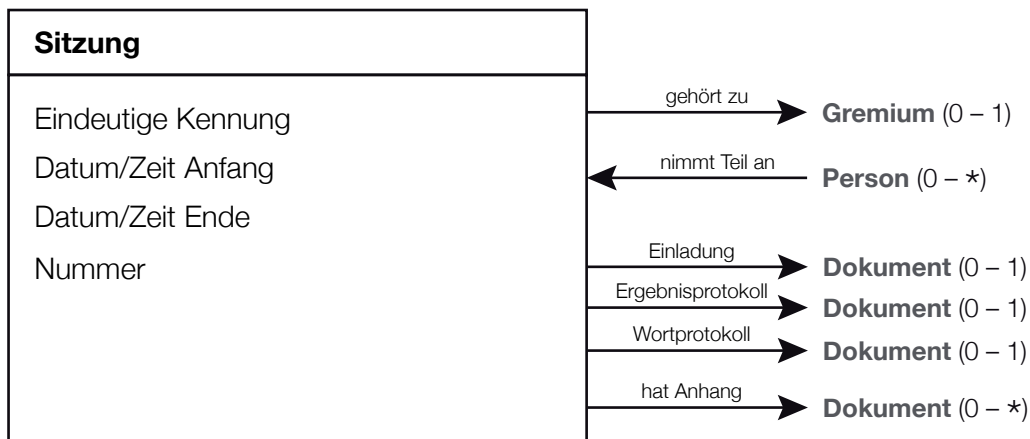 Sitzung
Eindeutige Kennung
Datum/Zeit Anfang
Datum/Zeit Ende
Nummer
gehört zu
Gremium (0 – 1)
nimmt Teil an
Person (0 – *)
Einladung
Dokument (0 – 1)
Ergebnisprotokoll
Dokument (0 – 1)
Wortprotokoll
Dokument (0 – 1)
hat Anhang
Dokument (0 – *)